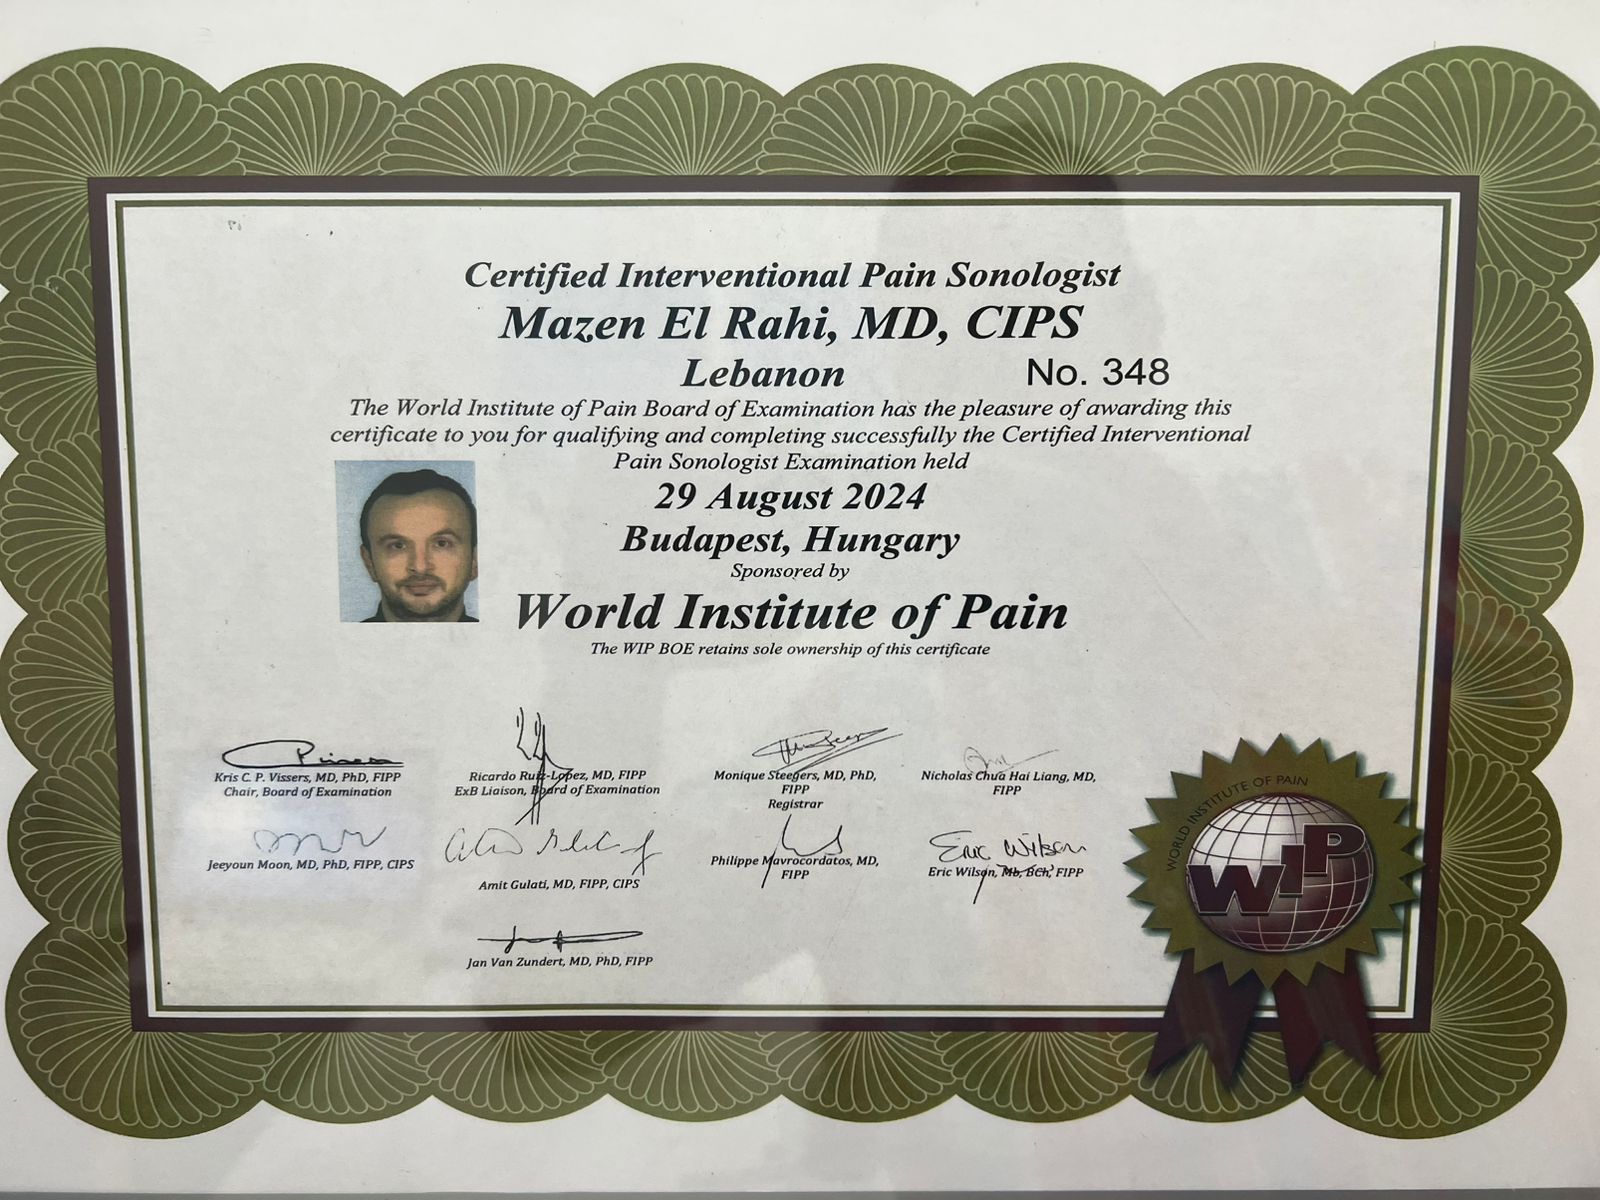 Certified Interventional Pain Sonologist
Mazen El Rahi, MD, CIPS
Lebanon No. 348
The World Institute of Pain Board of Examination has the pleasure of awarding this
certificate to you for qualifying and completing successfully the Certified Interventional
Pain Sonologist Examination held
29 August 2024
Budapest, Hungary
Sponsored by
World Institute of Pain
The WIP BOE retains sole ownership of this certificate
Kris C. P. Vissers, MD, PhD, FIPP
Chair, Board of Examination
Ricardo Ruiz-Lopez, MD, FIPP
ExB Liaison, Board of Examination
Monique Steegers, MD, PhD,
FIPP
Registrar
Nicholas Chua Hai Liang, MD,
FIPP
Jeeyoun Moon, MD, PhD, FIPP, CIPS
Amit Gulati, MD, FIPP, CIPS
Philippe Mavrocordatos, MD,
FIPP
Eric Wilson
Eric Wilson, Mb, BCh, FIPP
Jan Van Zundert, MD, PhD, FIPP
WORLD INSTITUTE OF PAIN
WIP